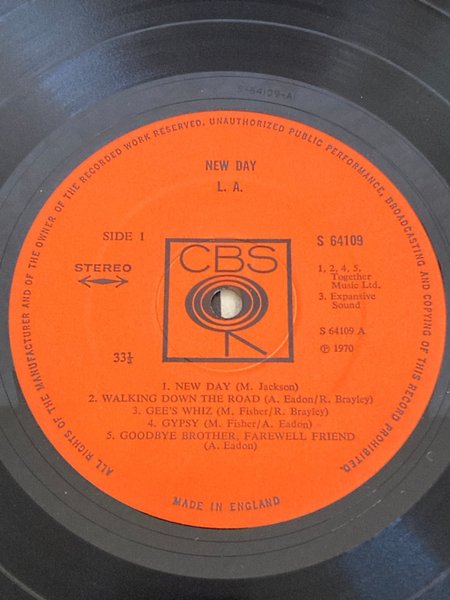 S-64109-A
ALL RIGHTS OF THE MANUFACTURER AND OF THE OWNER OF THE RECORDED WORK RESERVED. UNAUTHORIZED PUBLIC PERFORMANCE, BROADCASTING AND COPYING OF THIS RECORD PROHIBITED.
NEW DAY
L. A.
SIDE 1
S 64109
CBS
STEREO
1, 2, 4, 5,
Together
Music Ltd.
3. Expansive
Sound
S 64109 A
33⅓
℗ 1970
1. NEW DAY (M. Jackson)
2. WALKING DOWN THE ROAD (A. Eadon/R. Brayley)
3. GEE'S WHIZ (M. Fisher/R. Brayley)
4. GYPSY (M. Fisher/A. Eadon)
5. GOODBYE BROTHER, FAREWELL FRIEND
(A. Eadon)
MADE IN ENGLAND